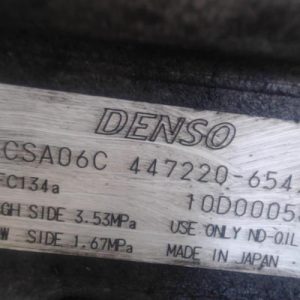 DENSO
CSA06C 447220-654
FC134a 10D0005
GH SIDE 3.53MPa USE ONLY ND-OIL
W SIDE 1.67MPa MADE IN JAPAN